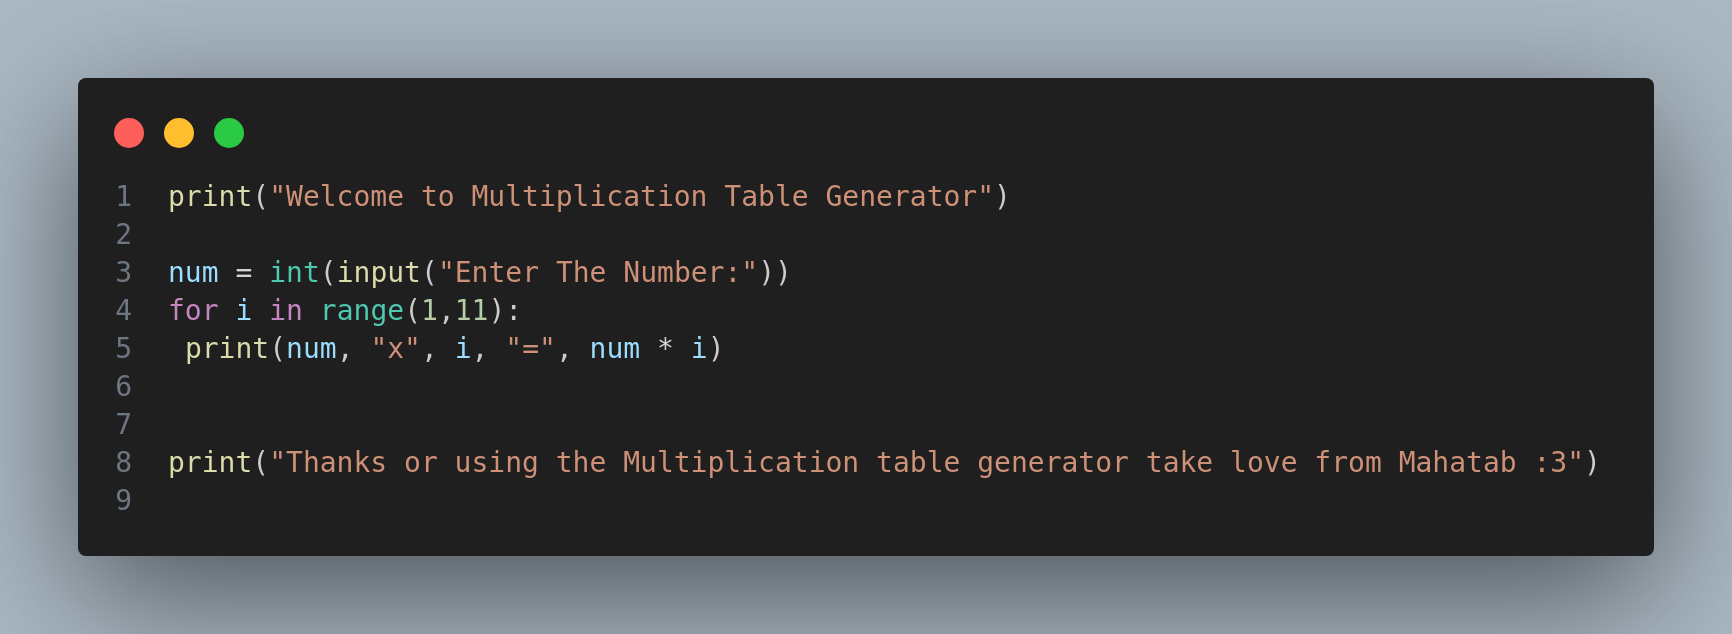 1 print("Welcome to Multiplication Table Generator")
2
3 num = int(input("Enter The Number:"))
4 for i in range(1,11):
5  print(num, "x", i, "=", num * i)
6
7
8 print("Thanks or using the Multiplication table generator take love from Mahatab :3")
9